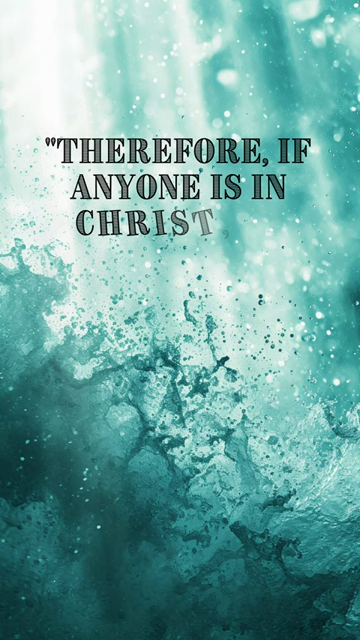 "THEREFORE, IF
ANYONE IS IN
CHRIST,